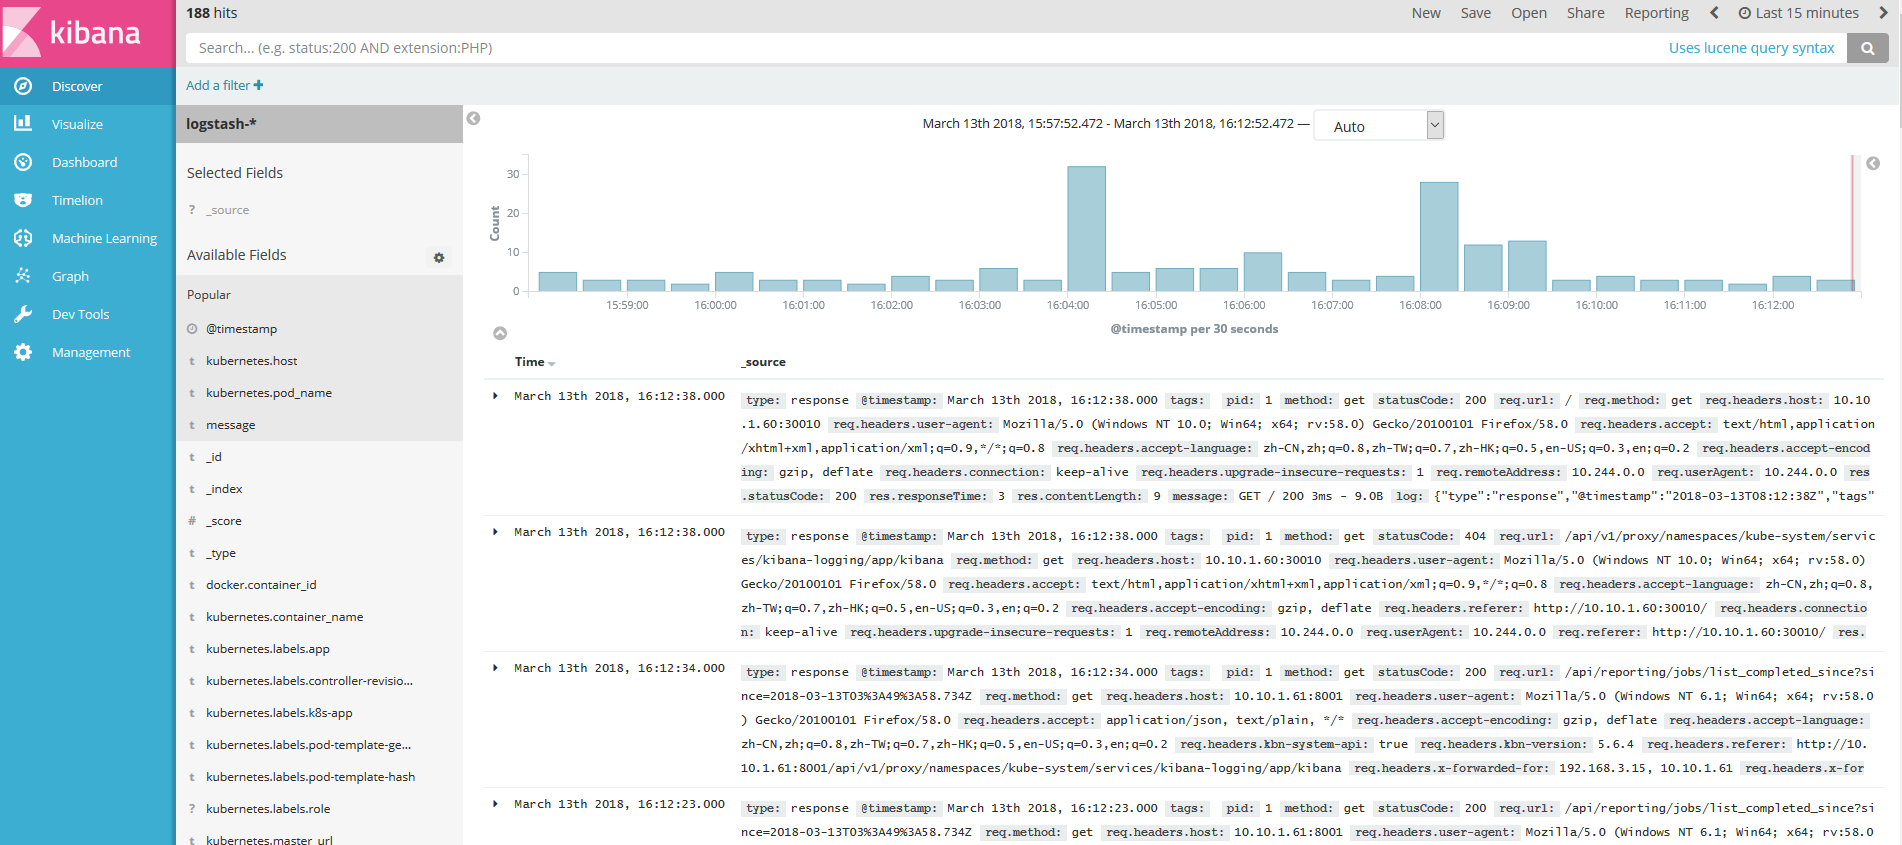 kibana
Discover
Visualize
Dashboard
Timelion
Machine Learning
Graph
Dev Tools
Management
188 hits
New Save Open Share Reporting Last 15 minutes
Search... (e.g. status:200 AND extension:PHP)
Uses lucene query syntax
Add a filter
logstash-*
Selected Fields
? _source
Available Fields
Popular
@timestamp
t kubernetes.host
t kubernetes.pod_name
t message
t _id
t _index
# _score
t _type
t docker.container_id
t kubernetes.container_name
t kubernetes.labels.app
t kubernetes.labels.controller-revisio...
t kubernetes.labels.k8s-app
t kubernetes.labels.pod-template-ge...
t kubernetes.labels.pod-template-hash
? kubernetes.labels.role
t kubernetes.master_url
March 13th 2018, 15:57:52.472 - March 13th 2018, 16:12:52.472 — Auto
Count
30
20
10
0
15:59:00 16:00:00 16:01:00 16:02:00 16:03:00 16:04:00 16:05:00 16:06:00 16:07:00 16:08:00 16:09:00 16:10:00 16:11:00 16:12:00
@timestamp per 30 seconds
Time _source
March 13th 2018, 16:12:38.000 type: response @timestamp: March 13th 2018, 16:12:38.000 tags: pid: 1 method: get statusCode: 200 req.url: / req.method: get req.headers.host: 10.10
.1.60:30010 req.headers.user-agent: Mozilla/5.0 (Windows NT 10.0; Win64; x64; rv:58.0) Gecko/20100101 Firefox/58.0 req.headers.accept: text/html,application
/xhtml+xml,application/xml;q=0.9,*/*;q=0.8 req.headers.accept-language: zh-CN,zh;q=0.8,zh-TW;q=0.7,zh-HK;q=0.5,en-US;q=0.3,en;q=0.2 req.headers.accept-encod
ing: gzip, deflate req.headers.connection: keep-alive req.headers.upgrade-insecure-requests: 1 req.remoteAddress: 10.244.0.0 req.userAgent: 10.244.0.0 res
.statusCode: 200 res.responseTime: 3 res.contentLength: 9 message: GET / 200 3ms - 9.0B log: {"type":"response","@timestamp":"2018-03-13T08:12:38Z","tags"
March 13th 2018, 16:12:38.000 type: response @timestamp: March 13th 2018, 16:12:38.000 tags: pid: 1 method: get statusCode: 404 req.url: /api/v1/proxy/namespaces/kube-system/servic
es/kibana-logging/app/kibana req.method: get req.headers.host: 10.10.1.60:30010 req.headers.user-agent: Mozilla/5.0 (Windows NT 10.0; Win64; x64; rv:58.0)
Gecko/20100101 Firefox/58.0 req.headers.accept: text/html,application/xhtml+xml,application/xml;q=0.9,*/*;q=0.8 req.headers.accept-language: zh-CN,zh;q=0.8,
zh-TW;q=0.7,zh-HK;q=0.5,en-US;q=0.3,en;q=0.2 req.headers.accept-encoding: gzip, deflate req.headers.referer: http://10.10.1.60:30010/ req.headers.connectio
n: keep-alive req.headers.upgrade-insecure-requests: 1 req.remoteAddress: 10.244.0.0 req.userAgent: 10.244.0.0 req.referer: http://10.10.1.60:30010/ res.
March 13th 2018, 16:12:34.000 type: response @timestamp: March 13th 2018, 16:12:34.000 tags: pid: 1 method: get statusCode: 200 req.url: /api/reporting/jobs/list_completed_since?si
nce=2018-03-13T03%3A49%3A58.734Z req.method: get req.headers.host: 10.10.1.61:8001 req.headers.user-agent: Mozilla/5.0 (Windows NT 6.1; Win64; x64; rv:58.0
) Gecko/20100101 Firefox/58.0 req.headers.accept: application/json, text/plain, */* req.headers.accept-encoding: gzip, deflate req.headers.accept-language:
zh-CN,zh;q=0.8,zh-TW;q=0.7,zh-HK;q=0.5,en-US;q=0.3,en;q=0.2 req.headers.kbn-system-api: true req.headers.kbn-version: 5.6.4 req.headers.referer: http://10.
10.1.61:8001/api/v1/proxy/namespaces/kube-system/services/kibana-logging/app/kibana req.headers.x-forwarded-for: 192.168.3.15, 10.10.1.61 req.headers.x-for
March 13th 2018, 16:12:23.000 type: response @timestamp: March 13th 2018, 16:12:23.000 tags: pid: 1 method: get statusCode: 200 req.url: /api/reporting/jobs/list_completed_since?si
nce=2018-03-13T03%3A49%3A58.734Z req.method: get req.headers.host: 10.10.1.61:8001 req.headers.user-agent: Mozilla/5.0 (Windows NT 6.1; Win64; x64; rv:58.0